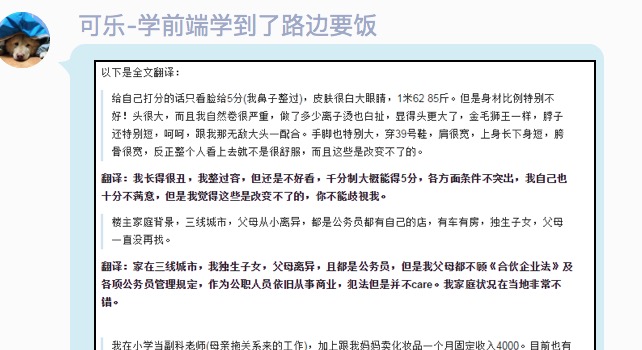 可乐-学前端学到了路边要饭
以下是全文翻译：
给自己打分的话只看脸给5分(我鼻子整过)，皮肤很白大眼睛，1米62 85斤。但是身材比例特别不
好！头很大，而且我自然卷很严重，做了多少离子烫也白扯，显得头更大了，金毛狮王一样，脖子
还特别短，呵呵，跟我那无敌大头一配合。手脚也特别大，穿39号鞋，肩很宽，上身长下身短，胯
骨很宽，反正整个人看上去就不是很舒服，而且这些是改变不了的。
翻译：我长得很丑，我整过容，但还是不好看，千分制大概能得5分，各方面条件不突出，我自己也
十分不满意，但是我觉得这些是改变不了的，你不能歧视我。
楼主家庭背景，三线城市，父母从小离异，都是公务员都有自己的店，有车有房，独生子女，父母
一直没再找。
翻译：家在三线城市，我独生子女，父母离异，且都是公务员，但是我父母都不顾《合伙企业法》及
各项公务员管理规定，作为公职人员依旧从事商业，犯法但是并不care。我家庭状况在当地非常不
错。
我在小学当副科老师(母亲拖关系来的工作)，加上跟我妈妈卖化妆品一个月固定收入4000。目前也有